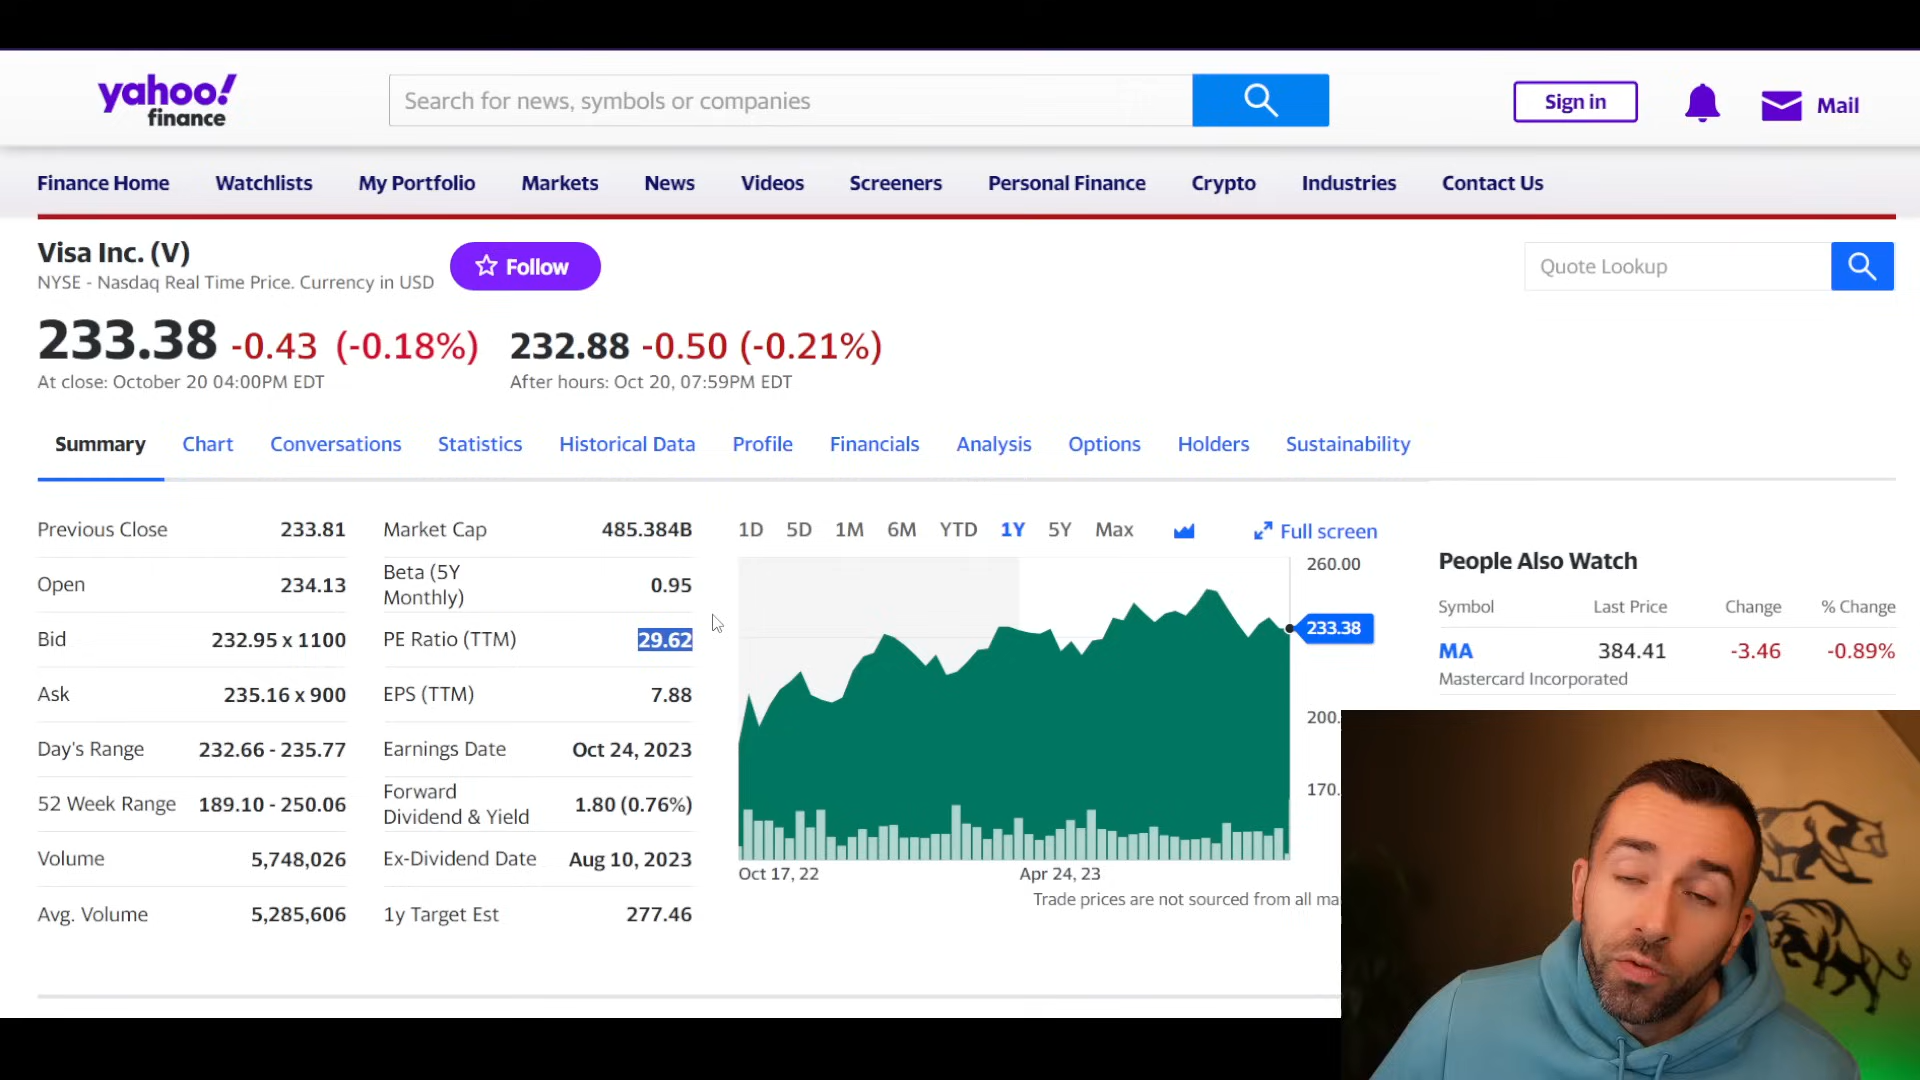 yahoo!
finance
Search for news, symbols or companies
Sign in
Mail
Finance Home Watchlists My Portfolio Markets News Videos Screeners Personal Finance Crypto Industries Contact Us
Visa Inc. (V)
NYSE - Nasdaq Real Time Price. Currency in USD
Follow
Quote Lookup
233.38 -0.43 (-0.18%) 232.88 -0.50 (-0.21%)
At close: October 20 04:00PM EDT After hours: Oct 20, 07:59PM EDT
Summary Chart Conversations Statistics Historical Data Profile Financials Analysis Options Holders Sustainability
Previous Close 233.81
Open 234.13
Bid 232.95 x 1100
Ask 235.16 x 900
Day's Range 232.66 - 235.77
52 Week Range 189.10 - 250.06
Volume 5,748,026
Avg. Volume 5,285,606
Market Cap 485.384B
Beta (5Y
Monthly) 0.95
PE Ratio (TTM) 29.62
EPS (TTM) 7.88
Earnings Date Oct 24, 2023
Forward
Dividend & Yield 1.80 (0.76%)
Ex-Dividend Date Aug 10, 2023
1y Target Est 277.46
1D 5D 1M 6M YTD 1Y 5Y Max Full screen
260.00
233.38
200.
170.
Oct 17, 22 Apr 24, 23
Trade prices are not sourced from all ma
People Also Watch
Symbol Last Price Change % Change
MA 384.41 -3.46 -0.89%
Mastercard Incorporated